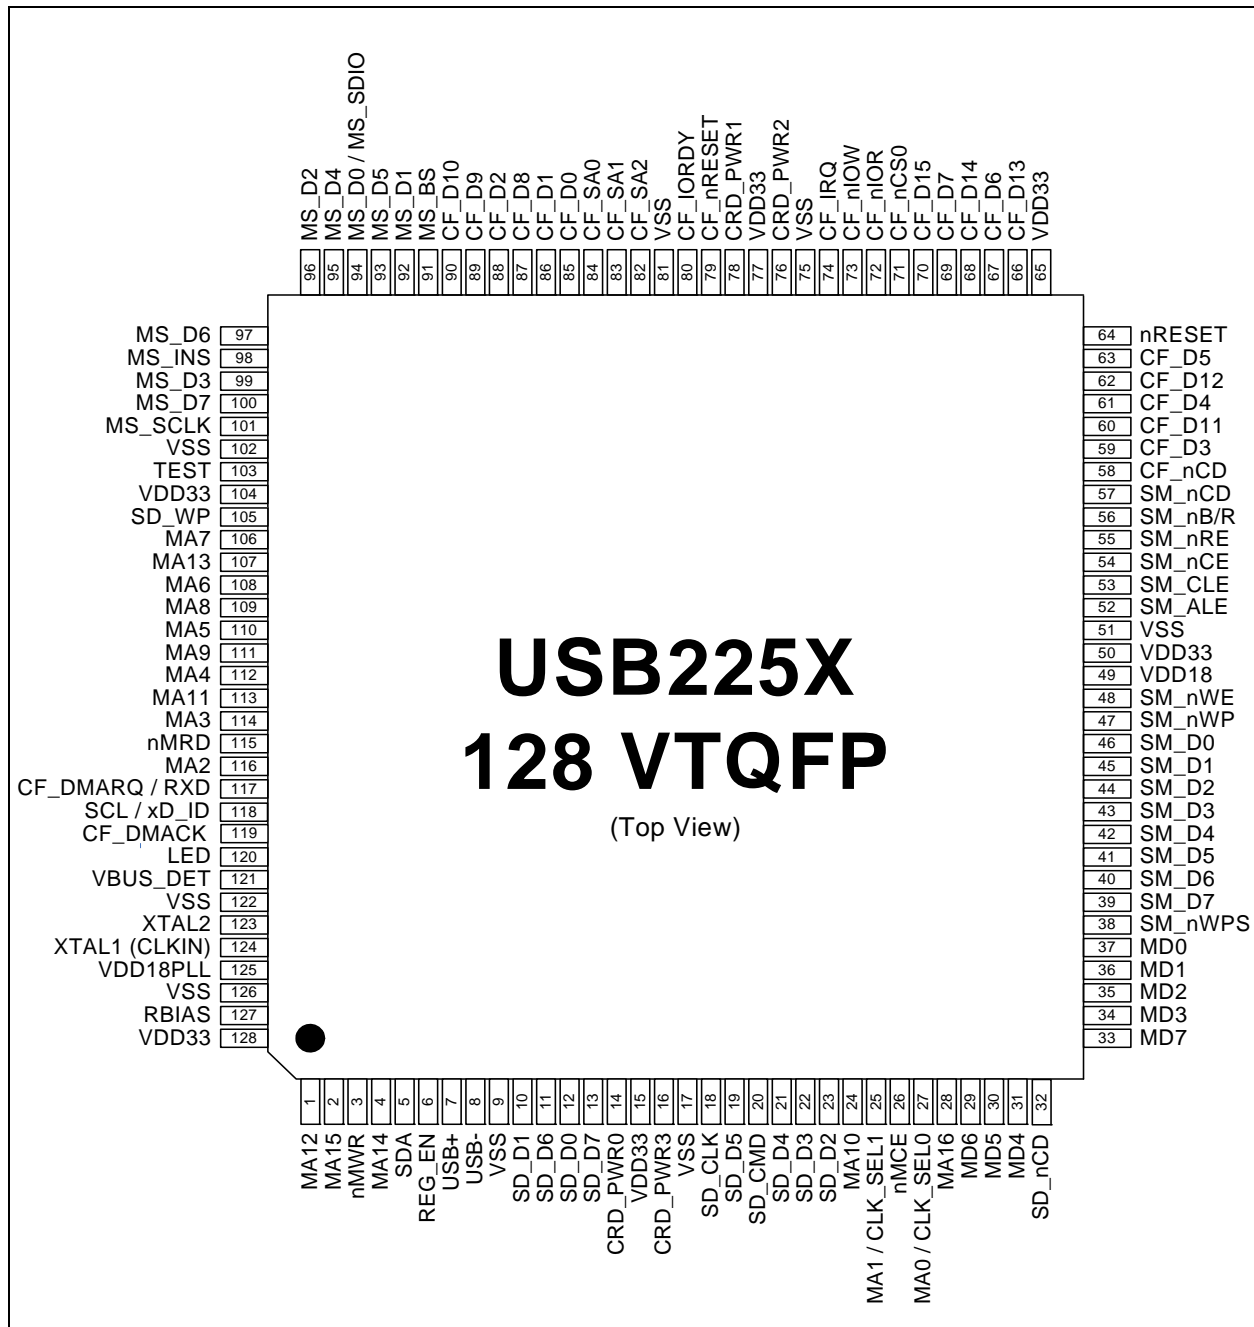 MS_D2
MS_D4
MS_D0 / MS_SDIO
MS_D5
MS_D1
MS_BS
CF_D10
CF_D9
CF_D2
CF_D8
CF_D1
CF_D0
CF_SA0
CF_SA1
CF_SA2
VSS
CF_IORDY
CF_nRESET
CRD_PWR1
VDD33
CRD_PWR2
VSS
CF_IRQ
CF_nIOW
CF_nIOR
CF_nCS0
CF_D15
CF_D7
CF_D14
CF_D6
CF_D13
VDD33
96 95 94 93 92 91 90 89 88 87 86 85 84 83 82 81 80 79 78 77 76 75 74 73 72 71 70 69 68 67 66 65
MS_D6 97
MS_INS 98
MS_D3 99
MS_D7 100
MS_SCLK 101
VSS 102
TEST 103
VDD33 104
SD_WP 105
MA7 106
MA13 107
MA6 108
MA8 109
MA5 110
MA9 111
MA4 112
MA11 113
MA3 114
nMRD 115
MA2 116
CF_DMARQ / RXD 117
SCL / xD_ID 118
CF_DMACK 119
LED 120
VBUS_DET 121
VSS 122
XTAL2 123
XTAL1 (CLKIN) 124
VDD18PLL 125
VSS 126
RBIAS 127
VDD33 128
USB225X
128 VTQFP
(Top View)
64 nRESET
63 CF_D5
62 CF_D12
61 CF_D4
60 CF_D11
59 CF_D3
58 CF_nCD
57 SM_nCD
56 SM_nB/R
55 SM_nRE
54 SM_nCE
53 SM_CLE
52 SM_ALE
51 VSS
50 VDD33
49 VDD18
48 SM_nWE
47 SM_nWP
46 SM_D0
45 SM_D1
44 SM_D2
43 SM_D3
42 SM_D4
41 SM_D5
40 SM_D6
39 SM_D7
38 SM_nWPS
37 MD0
36 MD1
35 MD2
34 MD3
33 MD7
1 2 3 4 5 6 7 8 9 10 11 12 13 14 15 16 17 18 19 20 21 22 23 24 25 26 27 28 29 30 31 32
MA12
MA15
nMWR
MA14
SDA
REG_EN
USB+
USB-
VSS
SD_D1
SD_D6
SD_D0
SD_D7
CRD_PWR0
VDD33
CRD_PWR3
VSS
SD_CLK
SD_D5
SD_CMD
SD_D4
SD_D3
SD_D2
MA10
MA1 / CLK_SEL1
nMCE
MA0 / CLK_SEL0
MA16
MD6
MD5
MD4
SD_nCD